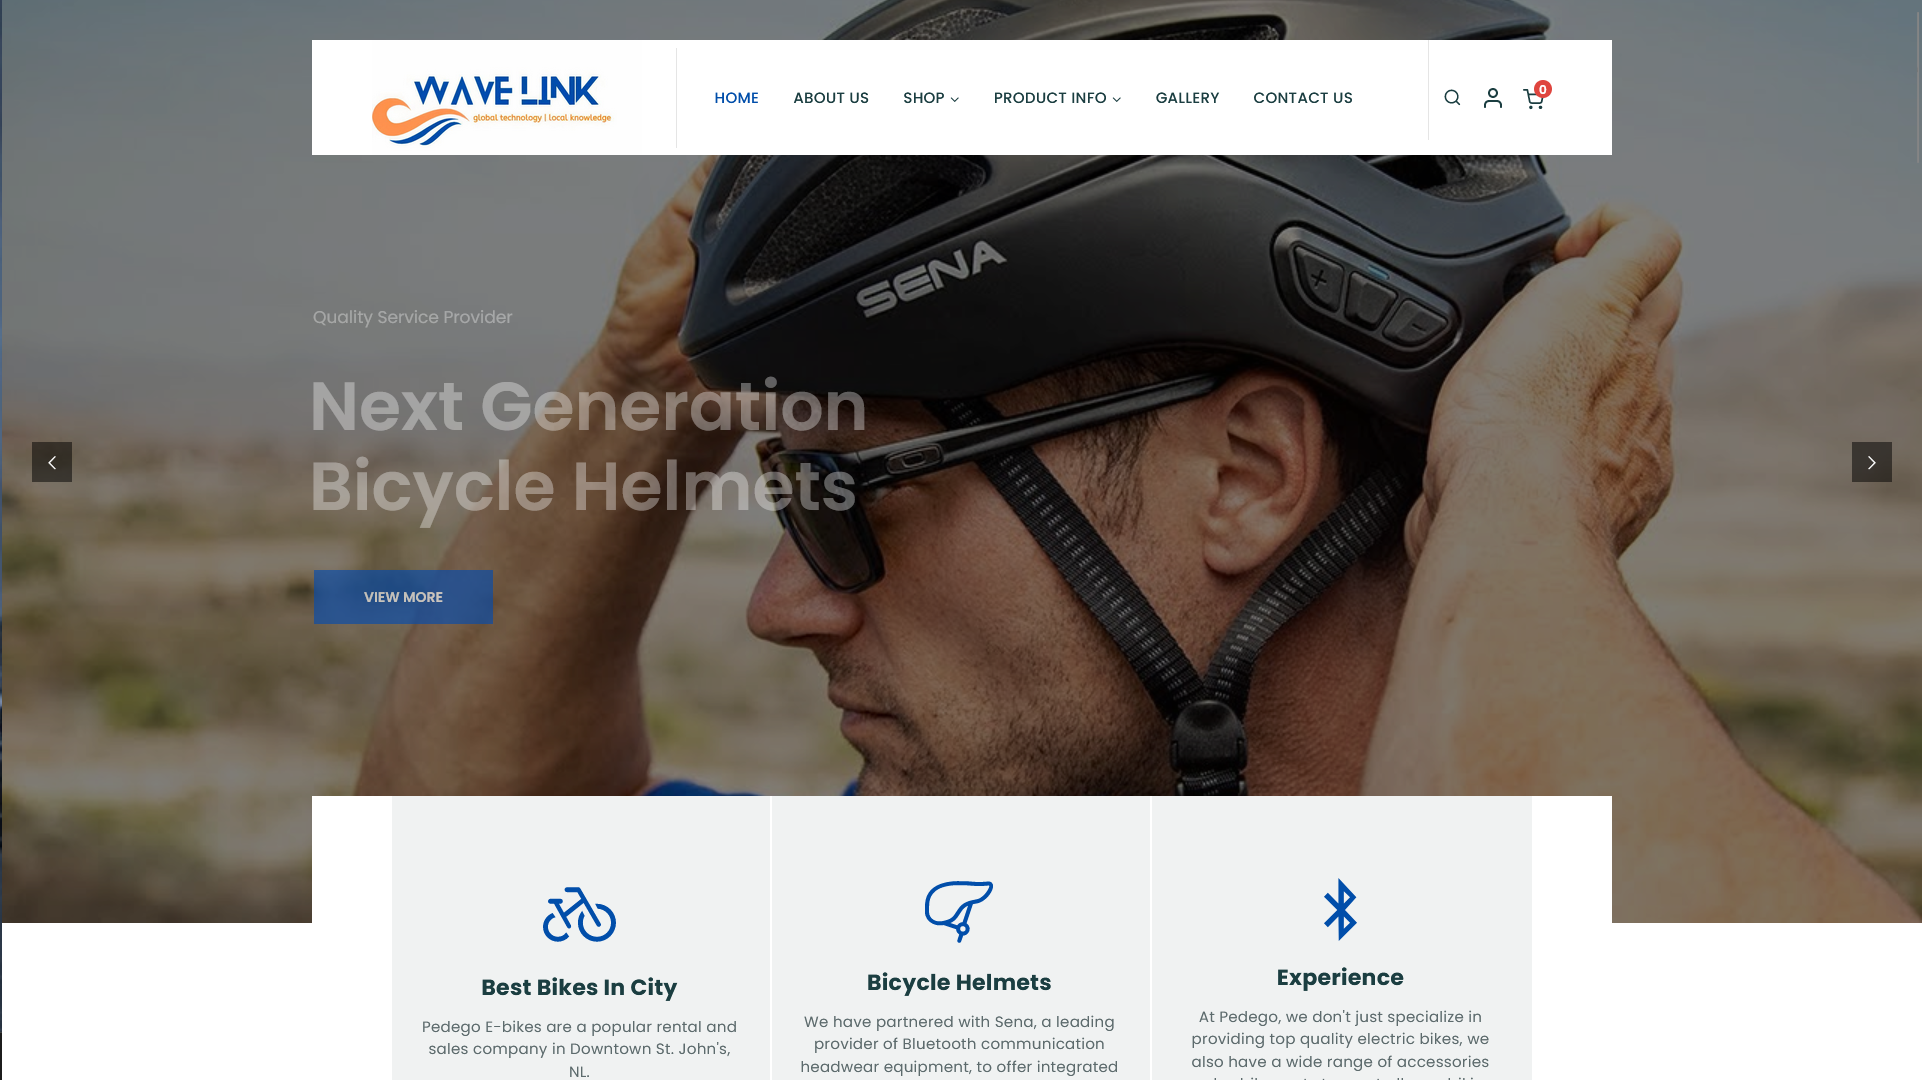 WAVE LINK
global technology | local knowledge
HOME
ABOUT US
SHOP
PRODUCT INFO
GALLERY
CONTACT US
0
SENA
Quality Service Provider
Next Generation
Bicycle Helmets
VIEW MORE
Best Bikes In City
Pedego E-bikes are a popular rental and
sales company in Downtown St. John's,
NL.
Bicycle Helmets
We have partnered with Sena, a leading
provider of Bluetooth communication
headwear equipment, to offer integrated
Experience
At Pedego, we don't just specialize in
providing top quality electric bikes, we
also have a wide range of accessories